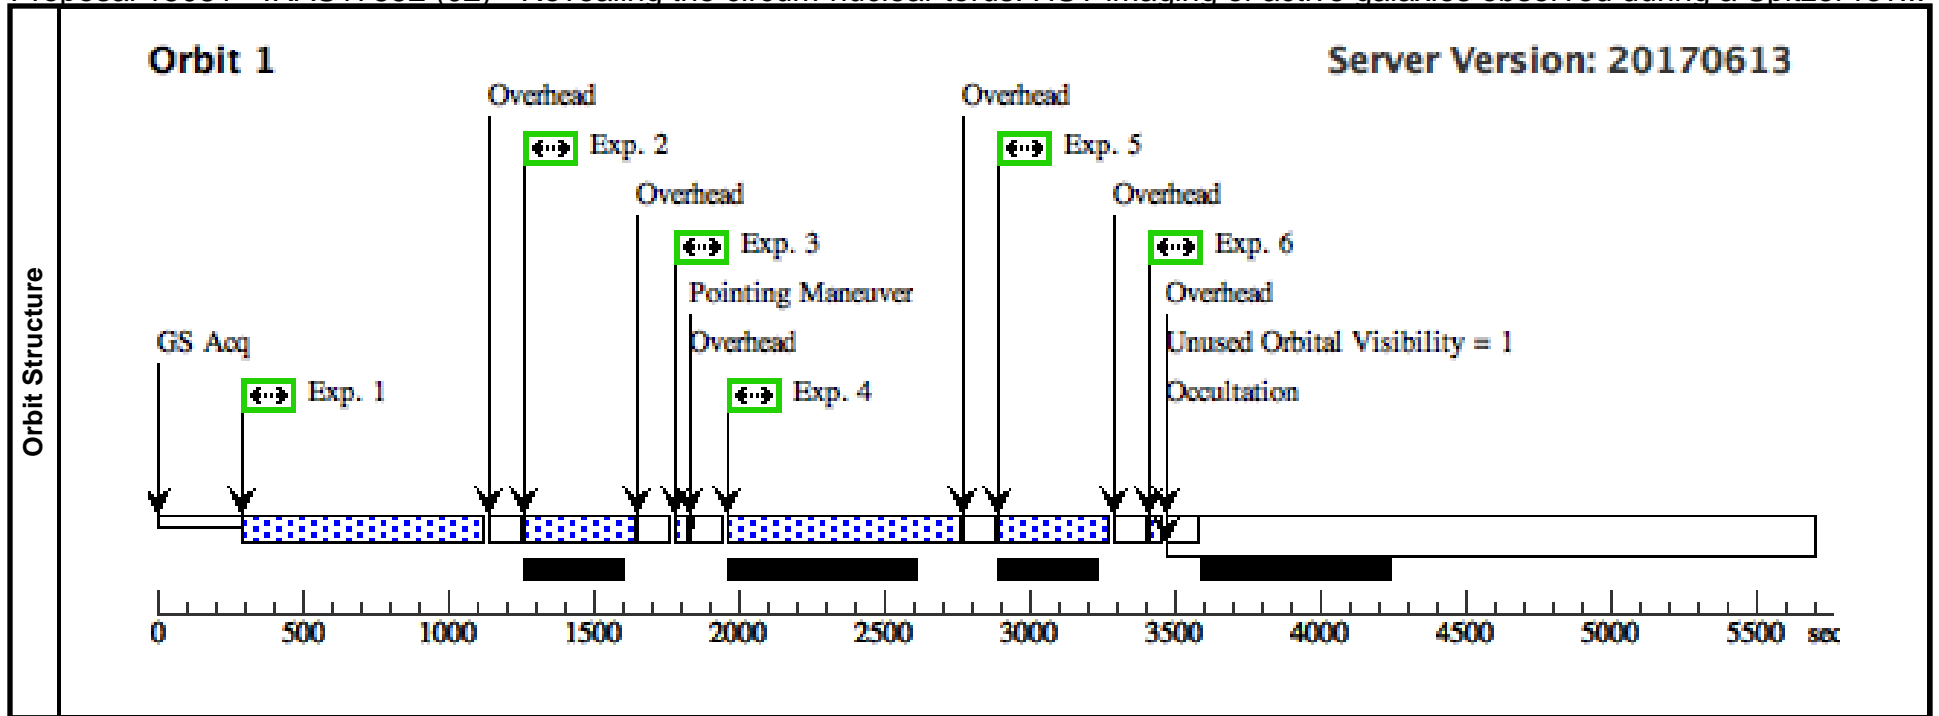 Orbit Structure
Orbit 1
Server Version: 20170613
Overhead
Overhead
Exp. 2
Exp. 5
Overhead
Overhead
Exp. 3
Exp. 6
Pointing Maneuver
Overhead
GS Acq
Overhead
Unused Orbital Visibility = 1
Exp. 1
Exp. 4
Occultation
0 500 1000 1500 2000 2500 3000 3500 4000 4500 5000 5500 sec